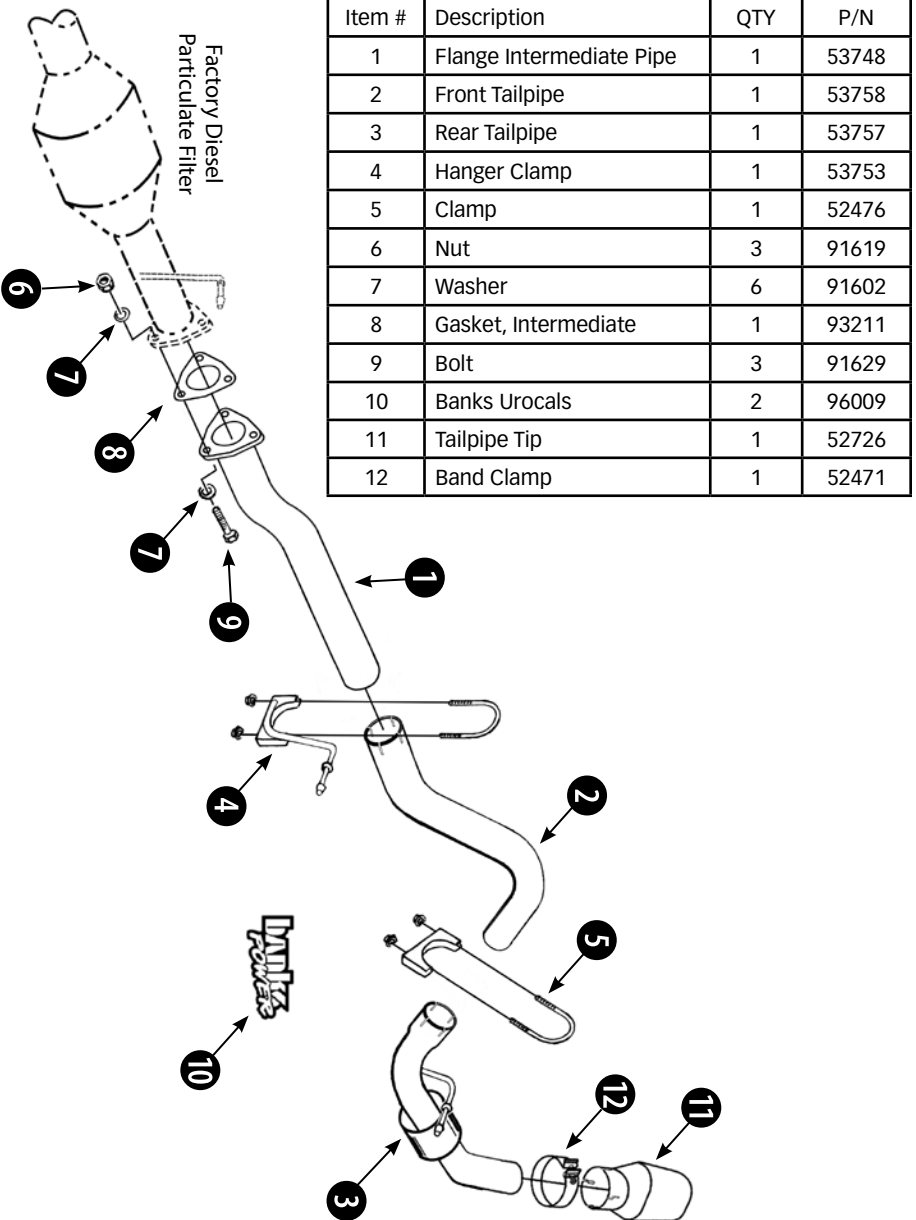 Item # Description QTY P/N
1 Flange Intermediate Pipe 1 53748
2 Front Tailpipe 1 53758
3 Rear Tailpipe 1 53757
4 Hanger Clamp 1 53753
5 Clamp 1 52476
6 Nut 3 91619
7 Washer 6 91602
8 Gasket, Intermediate 1 93211
9 Bolt 3 91629
10 Banks Urocals 2 96009
11 Tailpipe Tip 1 52726
12 Band Clamp 1 52471
Factory Diesel
Particulate Filter
6
7
8
7
9
1
4
2
5
banks
POWER
10
12
11
3